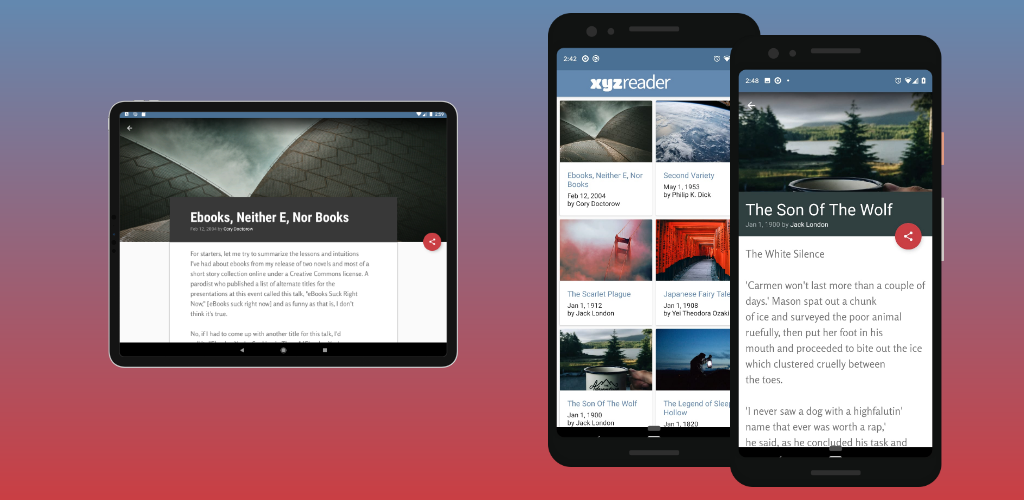 2:59
Ebooks, Neither E, Nor Books
Feb 12, 2004 by Cory Doctorow
For starters, let me try to summarize the lessons and intuitions
I've had about ebooks from my release of two novels and most of a
short story collection online under a Creative Commons license. A
parodist who published a list of alternate titles for the
presentations at this event called this talk, "eBooks Suck Right
Now," [eBooks suck right now] and as funny as that is, I don't
think it's true.
No, if I had to come up with another title for this talk, I'd
2:42
xyzreader
Ebooks, Neither E, Nor
Books
Feb 12, 2004
by Cory Doctorow
Second Variety
May 1, 1953
by Philip K. Dick
The Scarlet Plague
Jan 1, 1912
by Jack London
Japanese Fairy Tale
Jan 1, 1908
by Yei Theodora Ozaki
The Son Of The Wolf
Jan 1, 1900
by Jack London
The Legend of Sleep
Hollow
Jan 1, 1820
2:48
The Son Of The Wolf
Jan 1, 1900 by Jack London
The White Silence
'Carmen won't last more than a couple of
days.' Mason spat out a chunk
of ice and surveyed the poor animal
ruefully, then put her foot in his
mouth and proceeded to bite out the ice
which clustered cruelly between
the toes.
'I never saw a dog with a highfalutin'
name that ever was worth a rap,'
he said, as he concluded his task and